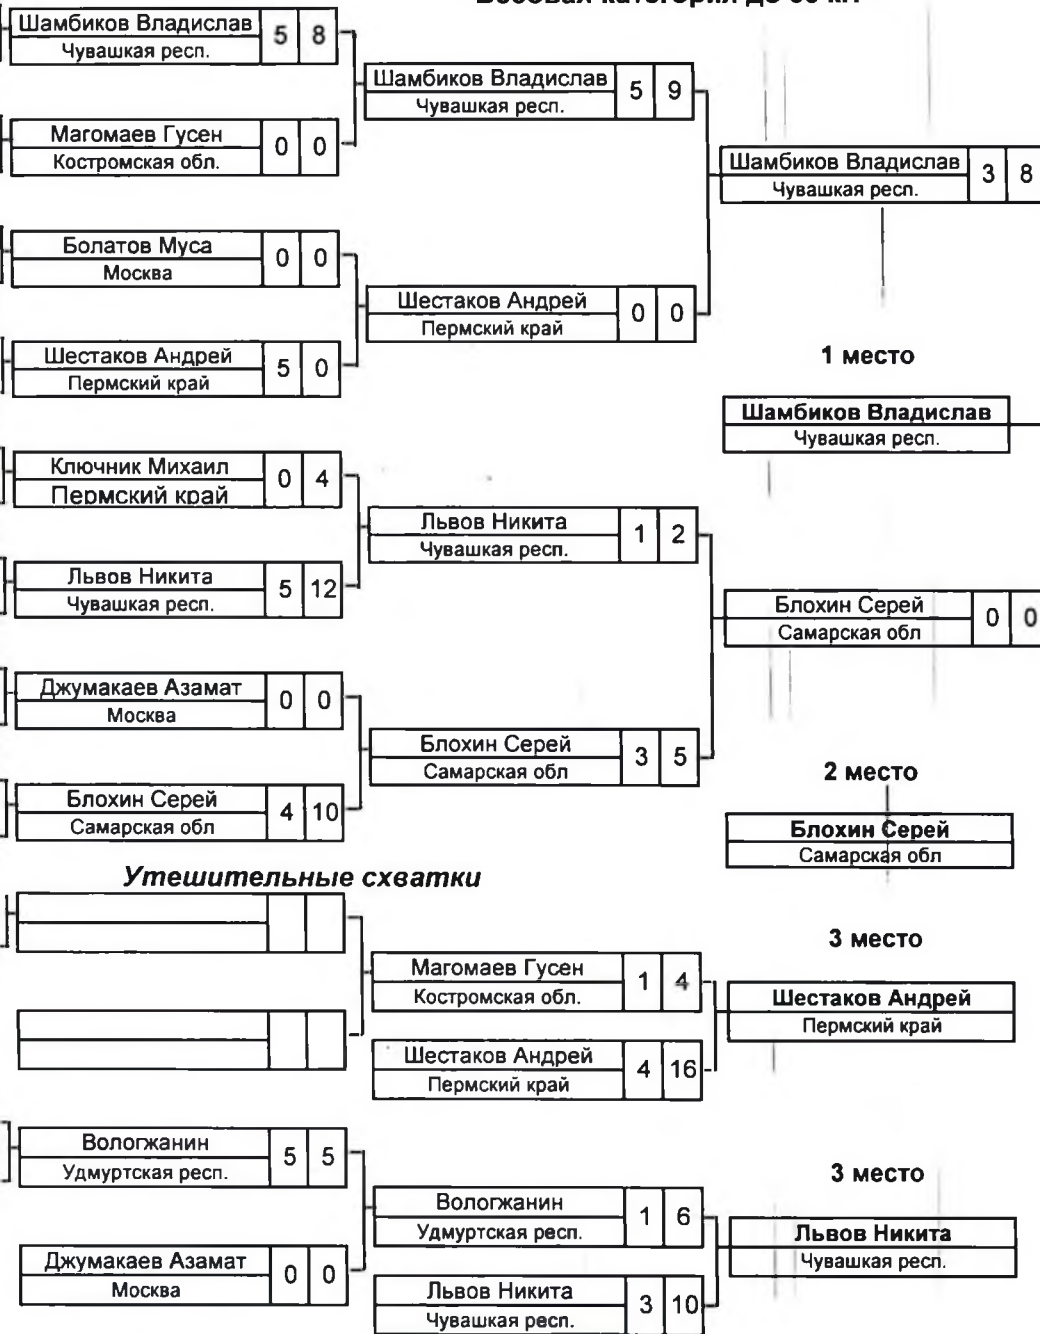 Шамбиков Владислав 5 8
Чувашкая респ.
Шамбиков Владислав 5 9
Чувашкая респ.
Магомаев Гусен 0 0
Костромская обл.
Шамбиков Владислав 3 8
Чувашкая респ.
Болатов Муса 0 0
Москва
Шестаков Андрей 0 0
Пермский край
Шестаков Андрей 5 0
Пермский край
1 место
Шамбиков Владислав
Чувашкая респ.
Ключник Михаил 0 4
Пермский край
Львов Никита 1 2
Чувашкая респ.
Львов Никита 5 12
Чувашкая респ.
Блохин Серей 0 0
Самарская обл
Джумакаев Азамат 0 0
Москва
Блохин Серей 3 5
Самарская обл
Блохин Серей 4 10
Самарская обл
2 место
Блохин Серей
Самарская обл
Утешительные схватки
3 место
Магомаев Гусен 1 4
Костромская обл.
Шестаков Андрей
Пермский край
Шестаков Андрей 4 16
Пермский край
Вологжанин 5 5
Удмуртская респ.
3 место
Вологжанин 1 6
Удмуртская респ.
Львов Никита
Чувашкая респ.
Джумакаев Азамат 0 0
Москва
Львов Никита 3 10
Чувашкая респ.